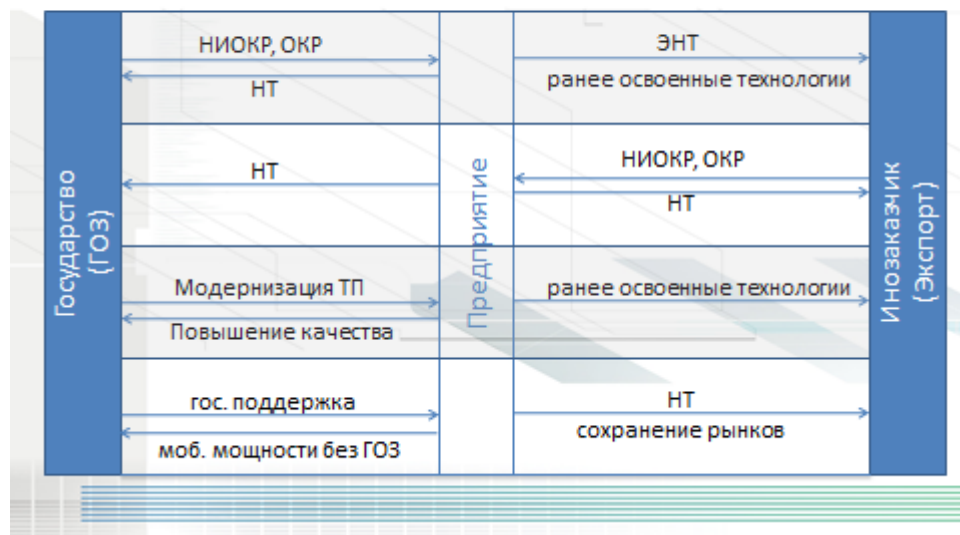 Государство
(ГОЗ)
НИОКР, ОКР
НТ
НТ
Модернизация ТП
Повышение качества
гос. поддержка
моб. мощности без ГОЗ
Предприятие
ЭНТ
ранее освоенные технологии
НИОКР, ОКР
НТ
ранее освоенные технологии
НТ
сохранение рынков
Инозаказчик
(Экспорт)